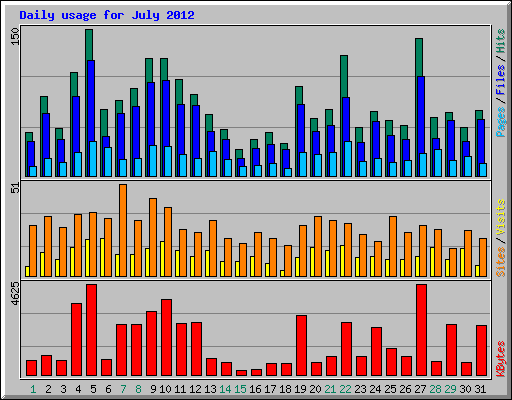 Daily usage for July 2012
150
Pages / Files / Hits
51
Sites / Visits
4625
KBytes
1 2 3 4 5 6 7 8 9 10 11 12 13 14 15 16 17 18 19 20 21 22 23 24 25 26 27 28 29 30 31